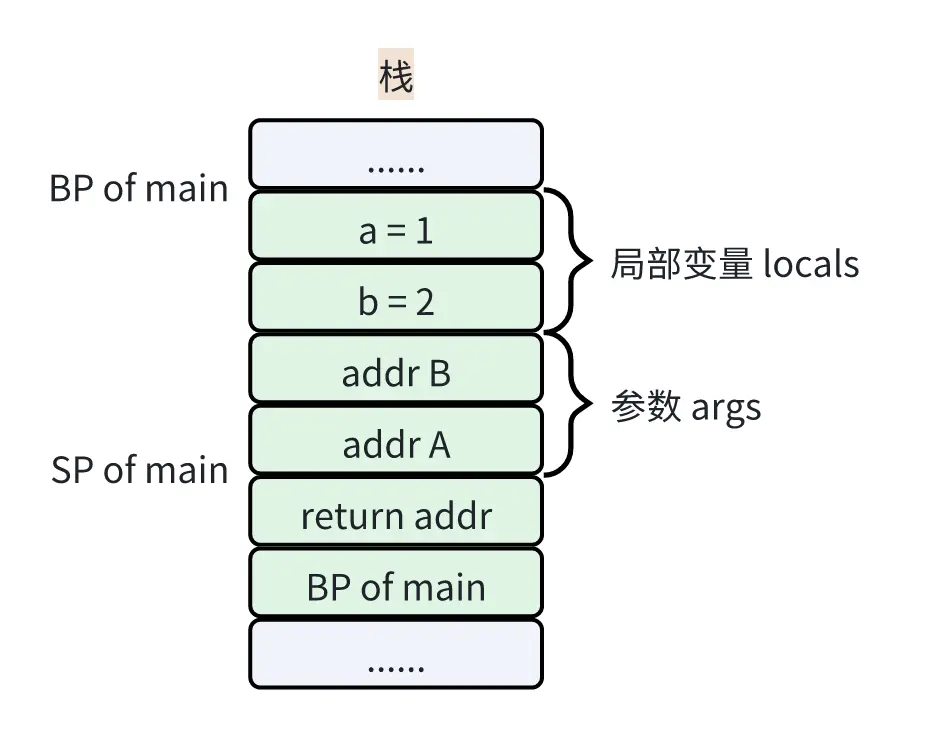 栈
......
BP of main
a = 1
局部变量 locals
b = 2
addr B
参数 args
addr A
SP of main
return addr
BP of main
......